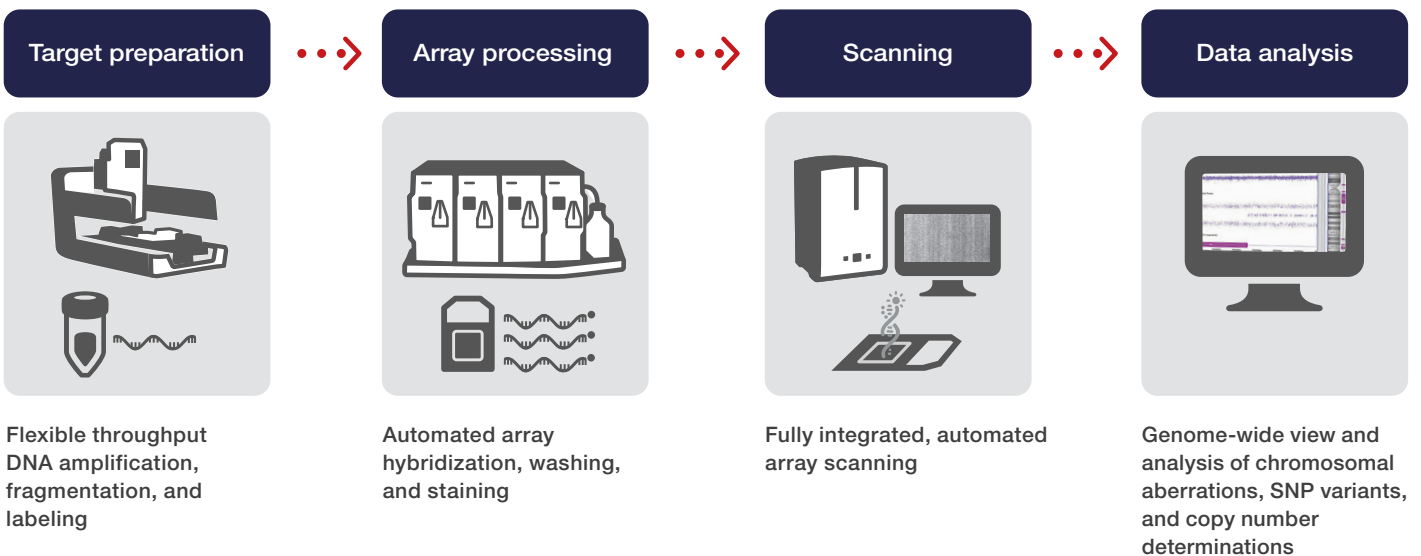 Target preparation
Array processing
Scanning
Data analysis
Flexible throughput
DNA amplification,
fragmentation, and
labeling
Automated array
hybridization, washing,
and staining
Fully integrated, automated
array scanning
Genome-wide view and
analysis of chromosomal
aberrations, SNP variants,
and copy number
determinations